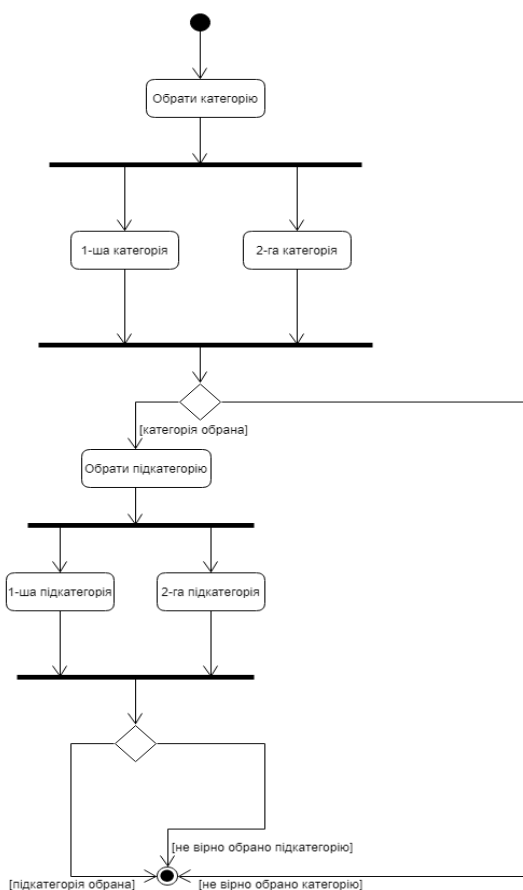 Обрати категорію
1-ша категорія
2-га категорія
[категорія обрана]
Обрати підкатегорію
1-ша підкатегорія
2-га підкатегорія
[не вірно обрано підкатегорію]
[підкатегорія обрана]
[не вірно обрано категорію]